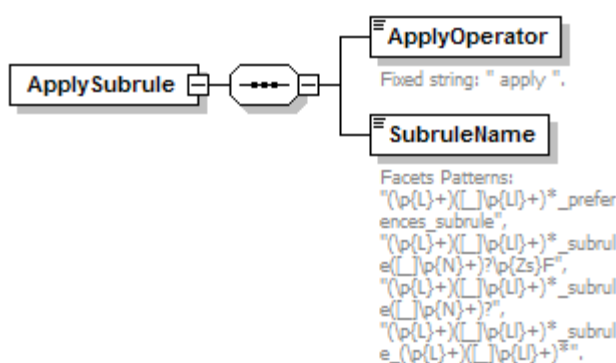 ApplySubrule
ApplyOperator
Fixed string: " apply ".
SubruleName
Facets Patterns:
"(\p{L}+)([_]\p{Ll}+)*_prefer
ences_subrule",
"(\p{L}+)([_]\p{Ll}+)*_subrul
e([_]\p{N}+)?\p{Zs}F",
"(\p{L}+)([_]\p{Ll}+)*_subrul
e([_]\p{N}+)?",
"(\p{L}+)([_]\p{Ll}+)*_subrul
e_(\p{L}+)([_]\p{Ll}+)*".